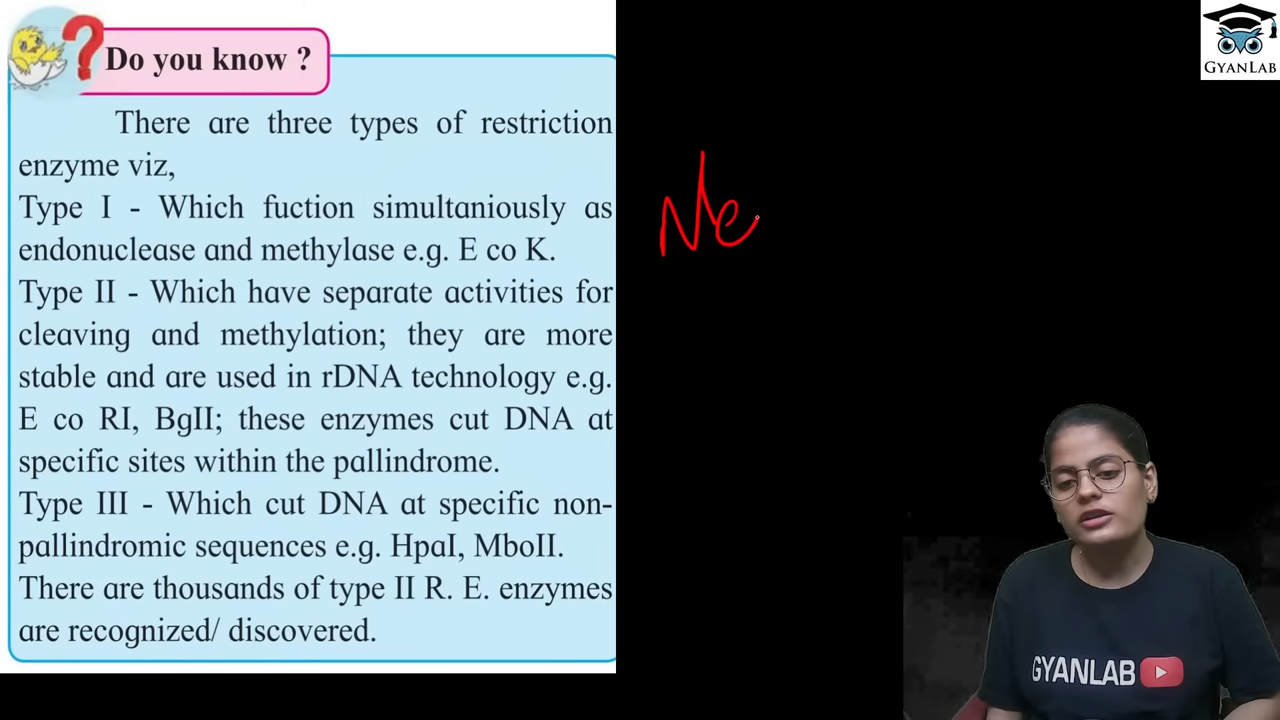 Do you know ?
There are three types of restriction
enzyme viz,
Type I - Which fuction simultaniously as
endonuclease and methylase e.g. E co K.
Type II - Which have separate activities for
cleaving and methylation; they are more
stable and are used in rDNA technology e.g.
E co RI, BgII; these enzymes cut DNA at
specific sites within the pallindrome.
Type III - Which cut DNA at specific non-
pallindromic sequences e.g. HpaI, MboII.
There are thousands of type II R. E. enzymes
are recognized/ discovered.
Ne
GYANLAB
GYANLAB